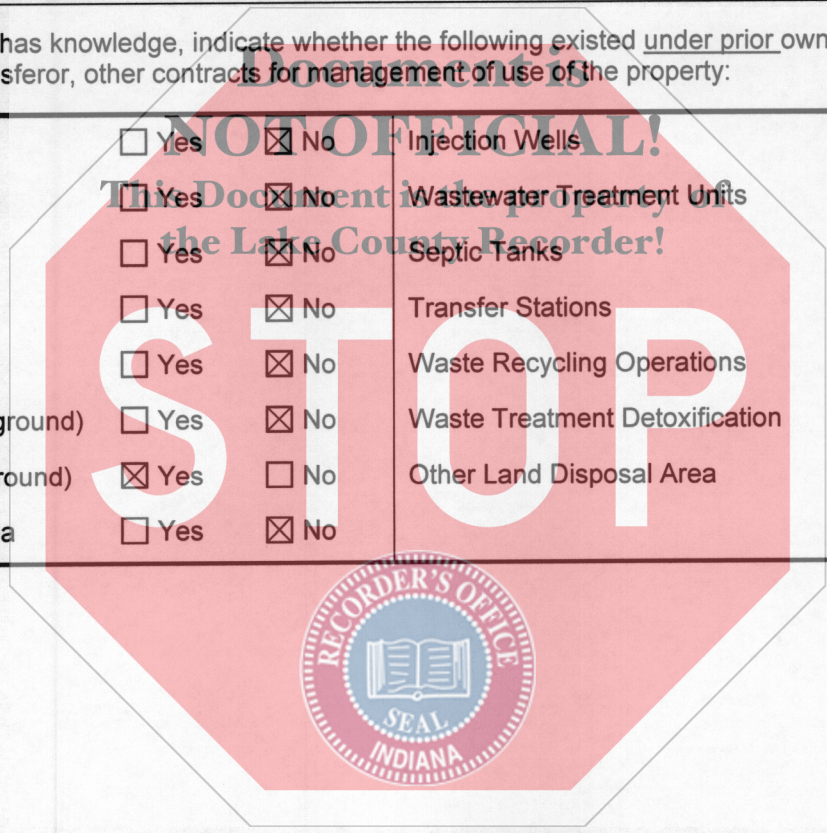 has knowledge, indicate whether the following existed under prior own
sferor, other contracts for management of use of the property:
Document is
NOT OFFICIAL!
This Document is the property of
the Lake County Recorder!
☐ Yes ☒ No Injection Wells
☐ Yes ☒ No Wastewater Treatment Units
☐ Yes ☒ No Septic Tanks
☐ Yes ☒ No Transfer Stations
☐ Yes ☒ No Waste Recycling Operations
ground) ☐ Yes ☒ No Waste Treatment Detoxification
round) ☒ Yes ☐ No Other Land Disposal Area
a ☐ Yes ☒ No
STOP
RECORDER'S OFFICE
SEAL
INDIANA